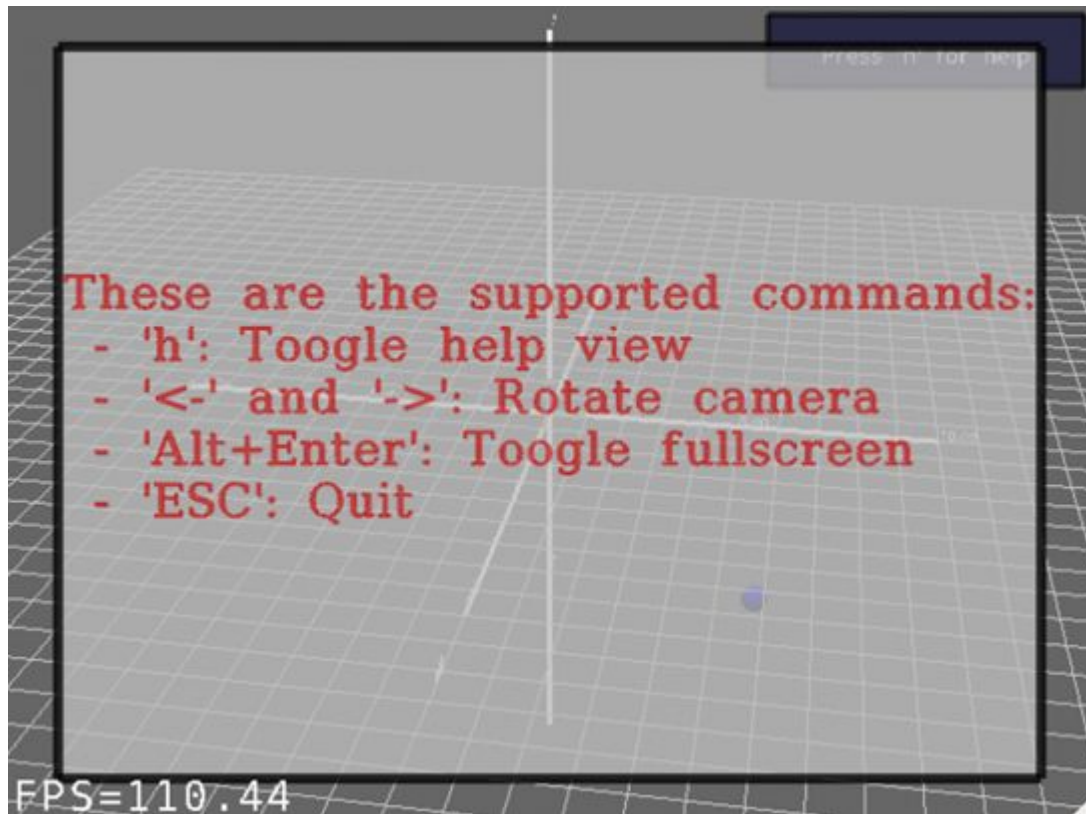 Press 'h' for help
These are the supported commands:
- 'h': Toogle help view
- '<-' and '->': Rotate camera
- 'Alt+Enter': Toogle fullscreen
- 'ESC': Quit
FPS=110.44